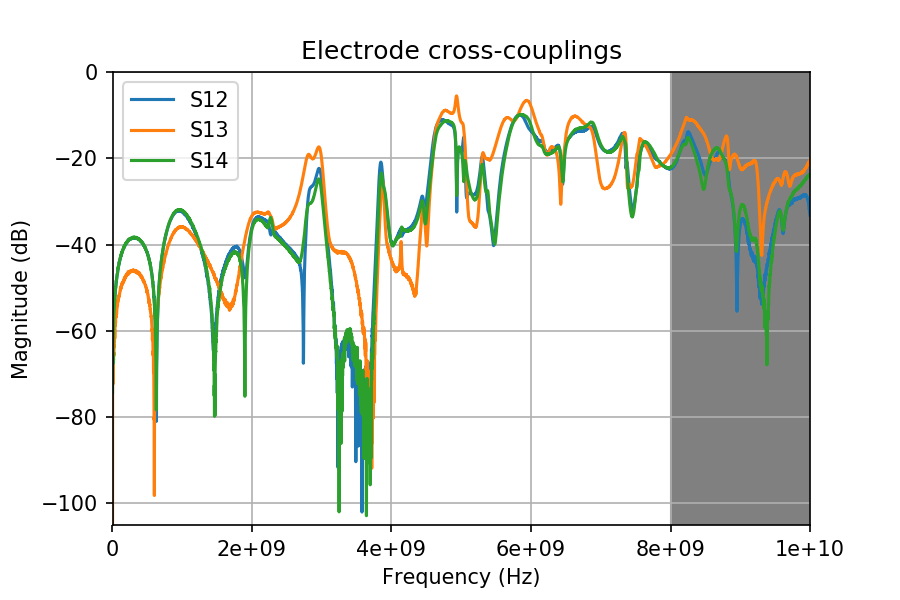 Electrode cross-couplings
S12
S13
S14
Magnitude (dB)
0
−20
−40
−60
−80
−100
0
2e+09
4e+09
6e+09
8e+09
1e+10
Frequency (Hz)